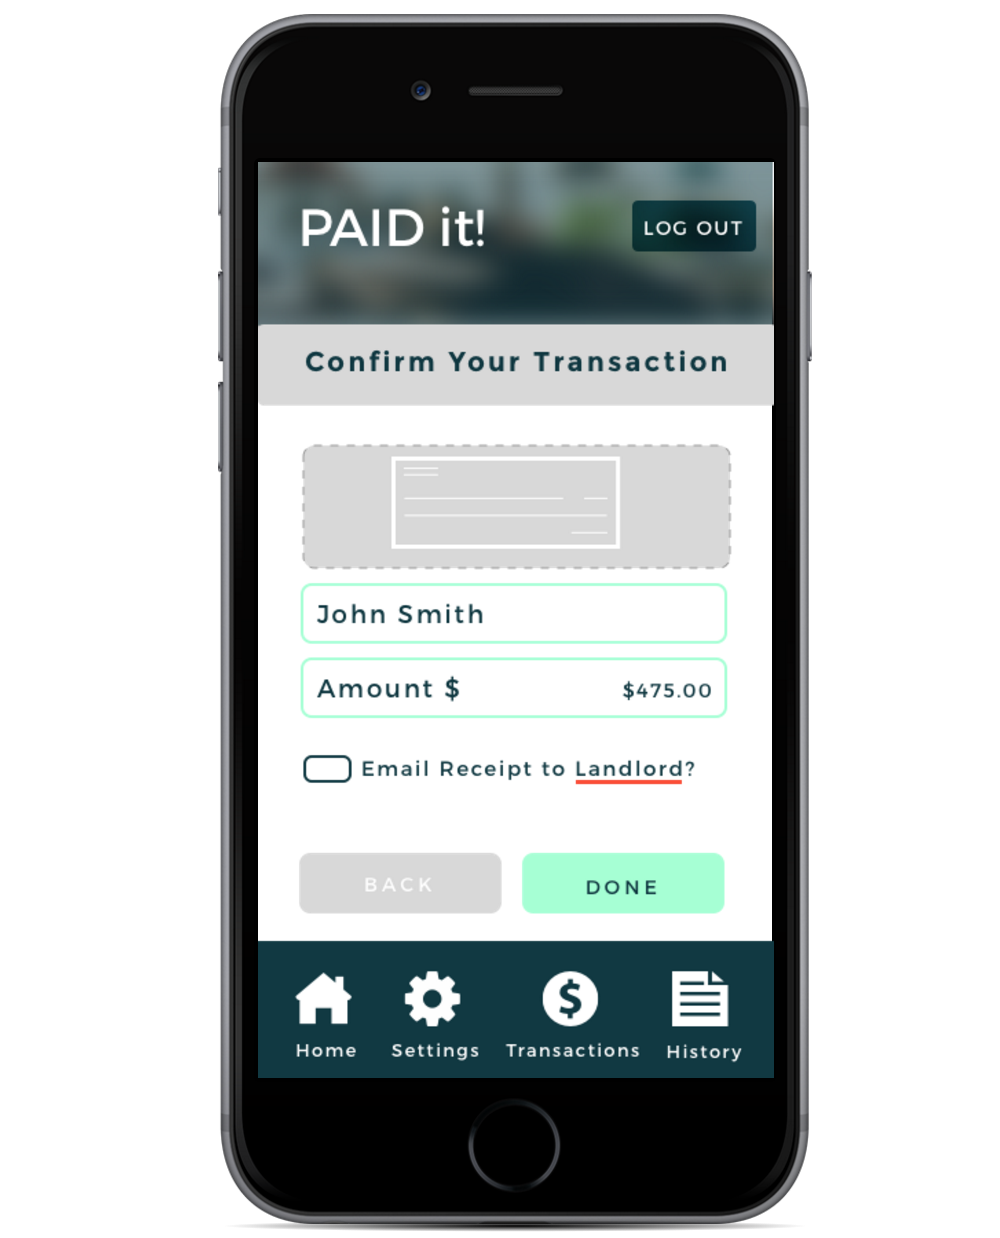 PAID it!
LOG OUT
Confirm Your Transaction
John Smith
Amount $ $475.00
Email Receipt to Landlord?
BACK DONE
$
Home Settings Transactions History